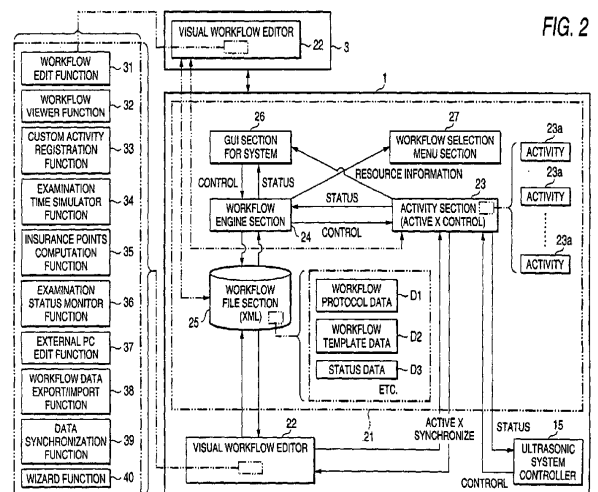 FIG. 2
VISUAL WORKFLOW EDITOR
22
3
WORKFLOW
EDIT FUNCTION
31
WORKFLOW
VIEWER FUNCTION
32
CUSTOM ACTIVITY
REGISTRATION
FUNCTION
33
EXAMINATION
TIME SIMULATOR
FUNCTION
34
INSURANCE POINTS
COMPUTATION
FUNCTION
35
EXAMINATION
STATUS MONITOR
FUNCTION
36
EXTERNAL PC
EDIT FUNCTION
37
WORKFLOW DATA
EXPORT/IMPORT
FUNCTION
38
DATA
SYNCHRONIZATION
FUNCTION
39
WIZARD FUNCTION
40
1
26
GUI SECTION
FOR SYSTEM
27
WORKFLOW SELECTION
MENU SECTION
CONTROL
STATUS
RESOURCE INFORMATION
WORKFLOW
ENGINE SECTION
24
STATUS
CONTROL
23
ACTIVITY SECTION
(ACTIVE X CONTROL)
23a
ACTIVITY
23a
ACTIVITY
23a
ACTIVITY
WORKFLOW
FILE SECTION
(XML)
25
WORKFLOW
PROTOCOL DATA
D1
WORKFLOW
TEMPLATE DATA
D2
STATUS DATA
D3
ETC.
21
22
VISUAL WORKFLOW EDITOR
ACTIVE X
SYNCHRONIZE
STATUS
15
ULTRASONIC
SYSTEM
CONTROLLER
CONTRORL